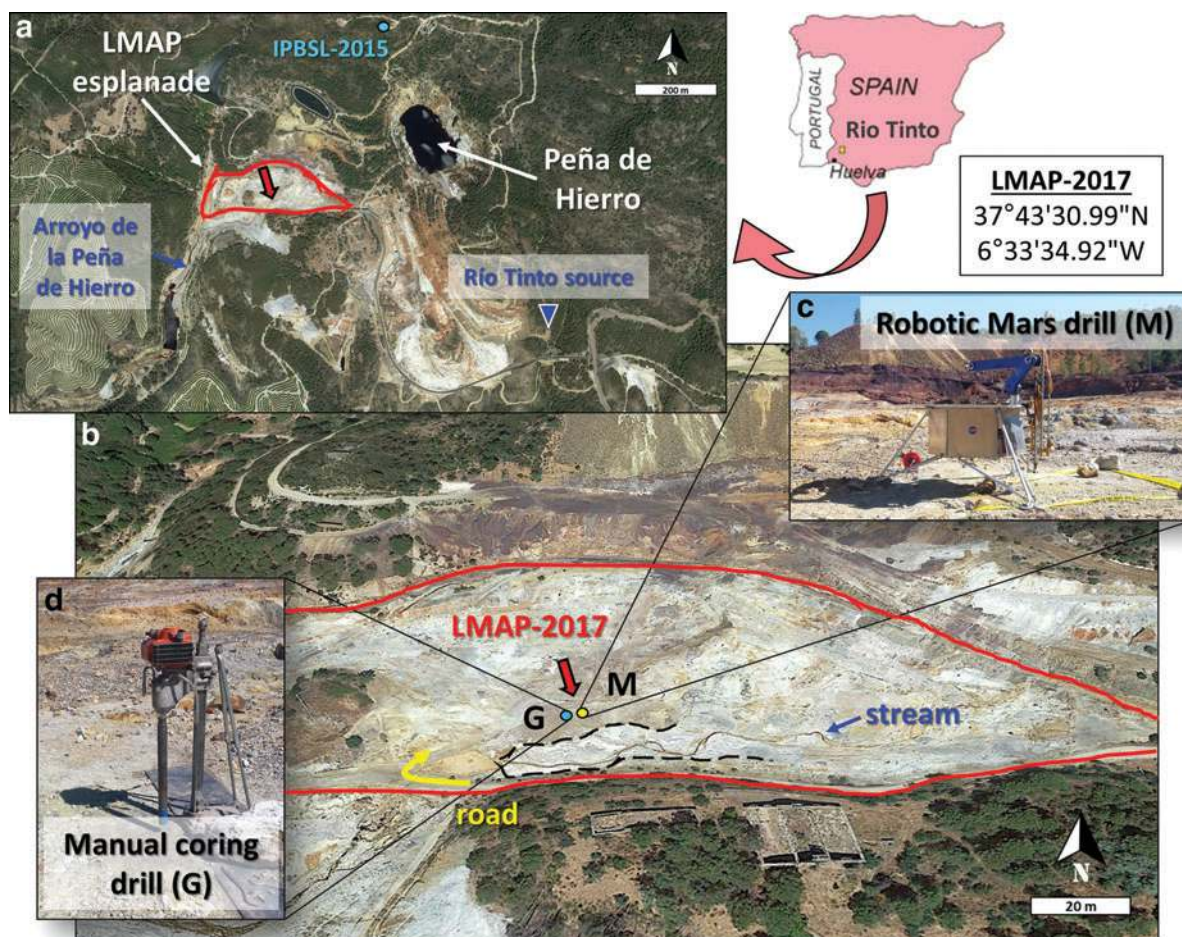 a
LMAP
esplanade
IPBSL-2015
N
200 m
Peña de
Hierro
Arroyo de
la Peña
de Hierro
Río Tinto source
PORTUGAL
SPAIN
Rio Tinto
Huelva
LMAP-2017
37°43'30.99"N
6°33'34.92"W
c
Robotic Mars drill (M)
b
LMAP-2017
M
G
stream
road
N
20 m
d
Manual coring
drill (G)